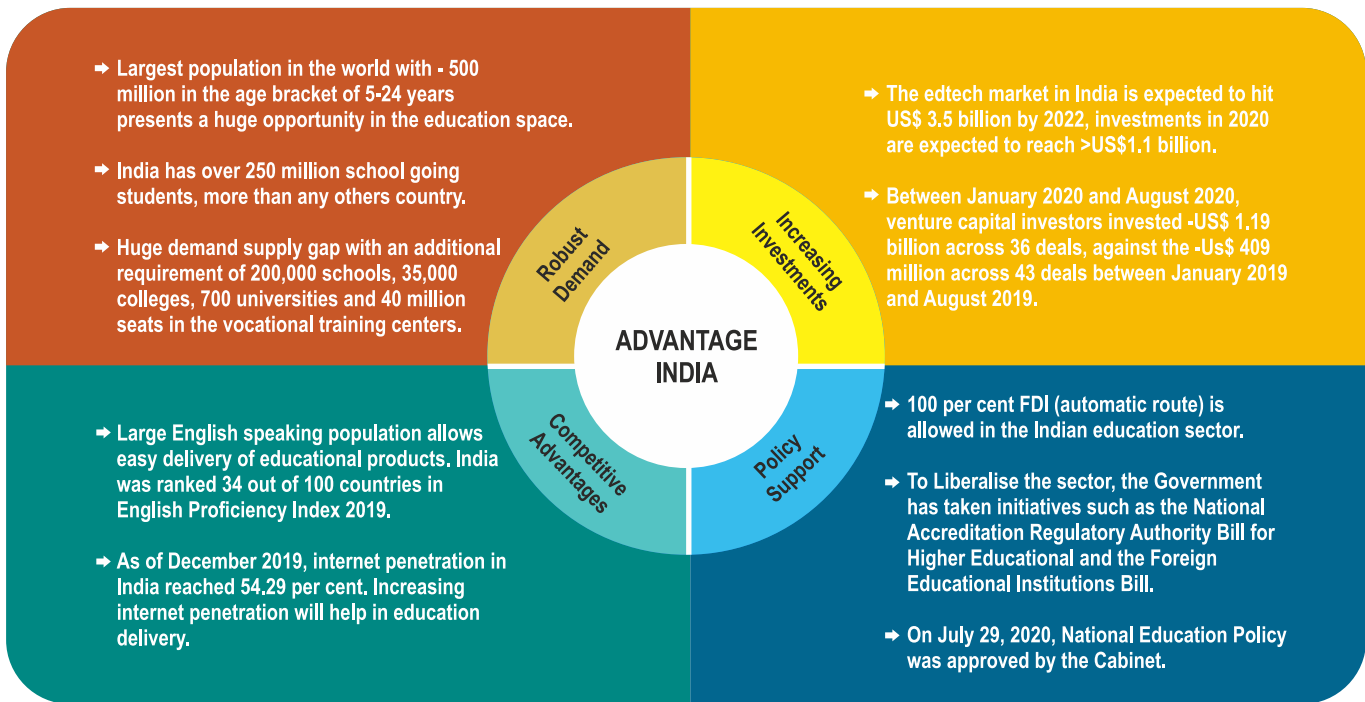 ➡ Largest population in the world with - 500
million in the age bracket of 5-24 years
presents a huge opportunity in the education space.
➡ India has over 250 million school going
students, more than any others country.
➡ Huge demand supply gap with an additional
requirement of 200,000 schools, 35,000
colleges, 700 universities and 40 million
seats in the vocational training centers.
➡ The edtech market in India is expected to hit
US$ 3.5 billion by 2022, investments in 2020
are expected to reach >US$1.1 billion.
➡ Between January 2020 and August 2020,
venture capital investors invested -US$ 1.19
billion across 36 deals, against the -Us$ 409
million across 43 deals between January 2019
and August 2019.
Robust
Demand
Increasing
Investments
ADVANTAGE
INDIA
Competitive
Advantages
Policy
Support
➡ Large English speaking population allows
easy delivery of educational products. India
was ranked 34 out of 100 countries in
English Proficiency Index 2019.
➡ As of December 2019, internet penetration in
India reached 54.29 per cent. Increasing
internet penetration will help in education
delivery.
➡ 100 per cent FDI (automatic route) is
allowed in the Indian education sector.
➡ To Liberalise the sector, the Government
has taken initiatives such as the National
Accreditation Regulatory Authority Bill for
Higher Educational and the Foreign
Educational Institutions Bill.
➡ On July 29, 2020, National Education Policy
was approved by the Cabinet.